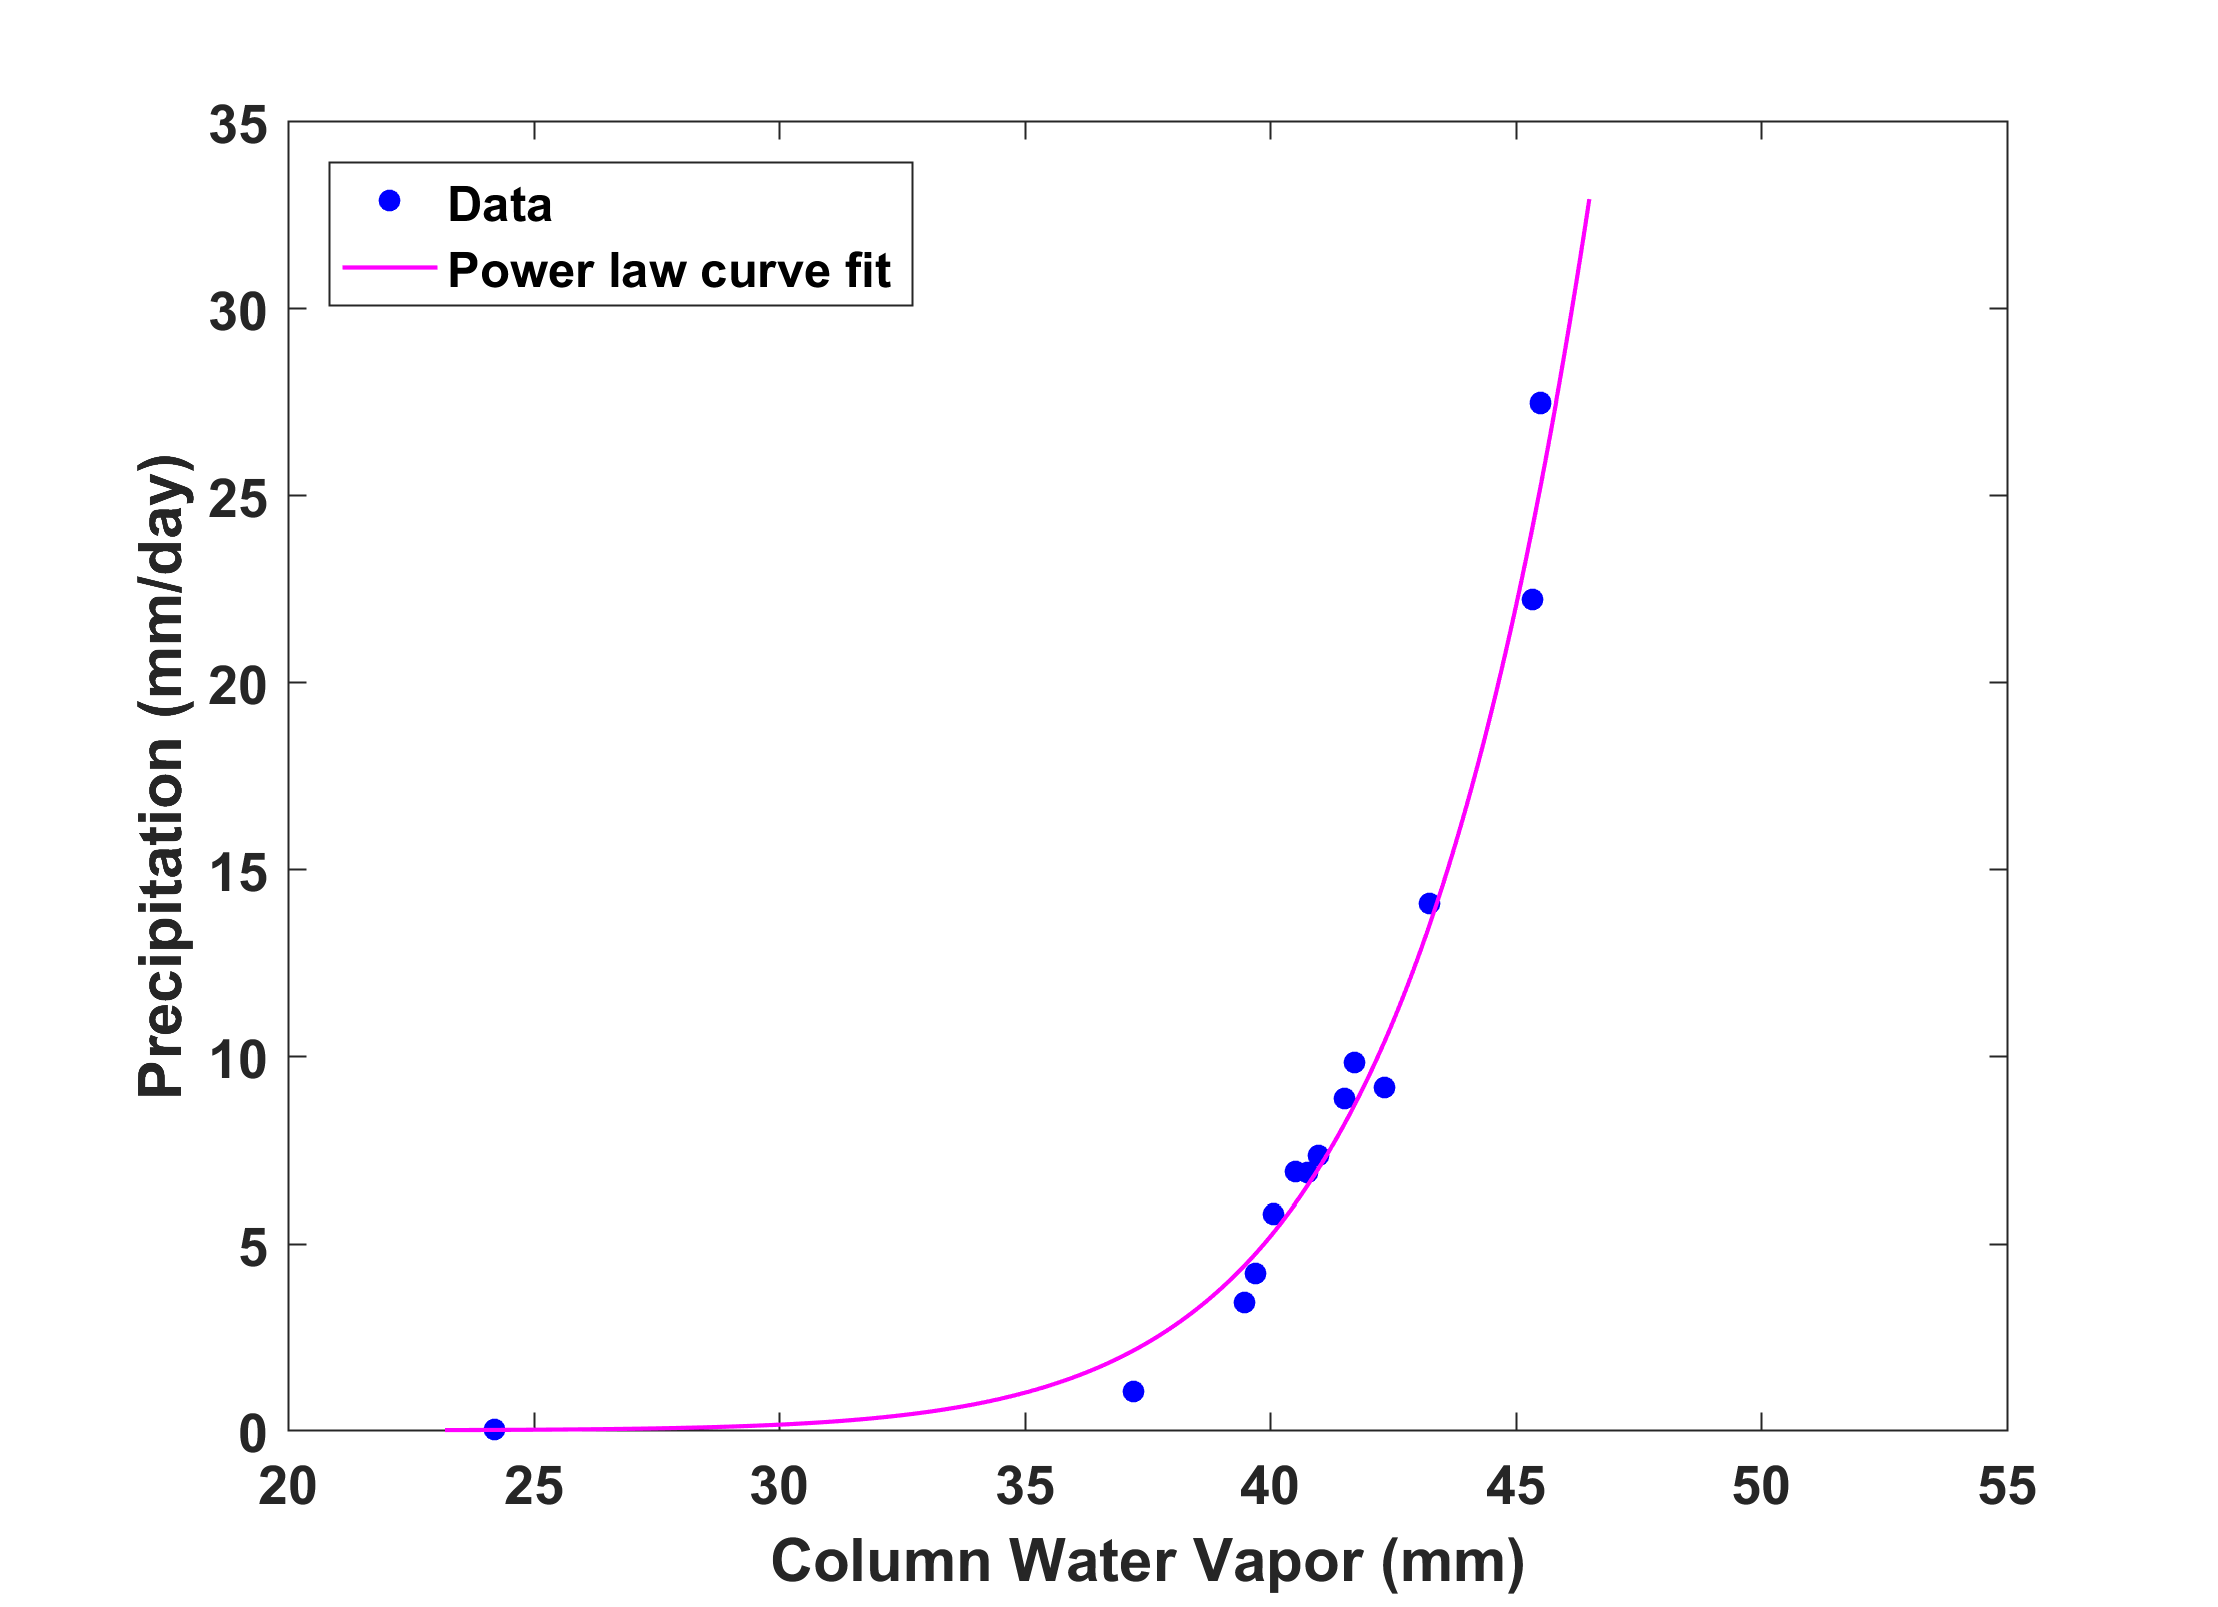 35
30
25
20
15
10
5
0
Data
Power law curve fit
Precipitation (mm/day)
20 25 30 35 40 45 50 55
Column Water Vapor (mm)